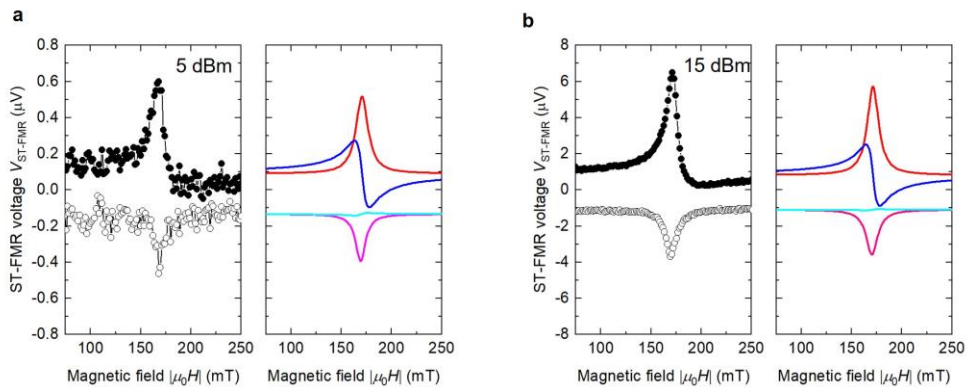 a
ST-FMR voltage V_ST-FMR (μV)
0.8
0.6
0.4
0.2
0.0
-0.2
-0.4
-0.6
-0.8
5 dBm
100 150 200 250
100 150 200 250
Magnetic field |μ₀H| (mT)
Magnetic field |μ₀H| (mT)
b
ST-FMR voltage V_ST-FMR (μV)
8
6
4
2
0
-2
-4
-6
-8
15 dBm
100 150 200 250
100 150 200 250
Magnetic field |μ₀H| (mT)
Magnetic field |μ₀H| (mT)